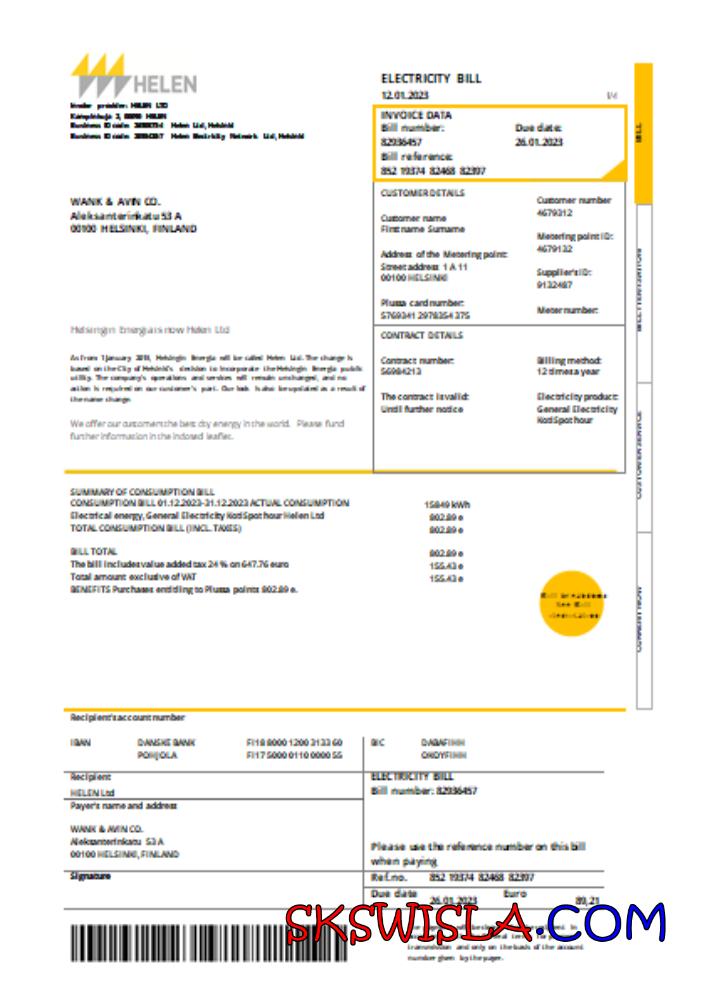 HELEN
ELECTRICITY BILL
12.01.2023
Invoice provider: HELEN LTD
HELEN
Business ID code: Helen Ltd, Helsinki
Business ID code: Helen Electricity Network Ltd, Helsinki
BILL
INVOICE DATA
Bill number: Due date:
82936457 26.01.2023
Bill reference:
852 19374 82468 82397
WANK & AVIN CO.
Aleksanterinkatu 53 A
00100 HELSINKI, FINLAND
CUSTOMER DETAILS
Customer number
4679312
Customer name
Firstname Surname
Metering point ID:
4679132
Address of the Metering point:
Street address 1 A 11
00100 HELSINKI
Supplier's ID:
9132487
Plussa card number:
5769341 2978354 375
Meter number:
Helsingin Energia is now Helen Ltd
As from 1 January 2015, Helsingin Energia will be called Helen Ltd. The change is
based on the City of Helsinki's decision to incorporate the Helsingin Energia public
utility. The company's operations and services will remain unchanged, and no
action is required on our customer's part. Our look is also be updated as a result of
the name change.
We offer our customers the best dry energy in the world. Please fund
further information in the indosed leaflet.
CONTRACT DETAILS
Contract number:
56984213
Billing method:
12 times a year
The contract is valid:
Until further notice
Electricity product:
General Electricity
KotiSpot hour
CUSTOMER SERVICE
COMMENT NOW
SUMMARY OF CONSUMPTION BILL
CONSUMPTION BILL 01.12.2023-31.12.2023 ACTUAL CONSUMPTION 15849 kWh
Electrical energy, General Electricity KotiSpot hour Helen Ltd 802.89 e
TOTAL CONSUMPTION BILL (INCL. TAXES) 802.89 e
BILL TOTAL 802.89 e
The bill includes value added tax 24 % on 647.76 euro 155.43 e
Total amount exclusive of VAT 155.43 e
BENEFITS Purchases entitling to Plussa points 802.89 e.
Recipient's account number
IBAN DANSKE BANK FI18 8000 1200 3133 60
POHJOLA FI17 5000 0110 0000 55
BIC DABAFIHH
OKOYFIHH
Recipient
HELEN Ltd
ELECTRICITY BILL
Bill number: 82936457
Payer's name and address
WANK & AVIN CO.
Aleksanterinkatu 53 A
00100 HELSINKI, FINLAND
Please use the reference number on this bill
when paying
Signature
Ref.no. 852 19374 82468 82397
Due date 26.01.2023 Euro 89,21
SKSWISLA.COM
transmission and only on the basis of the account
number given by the payer.